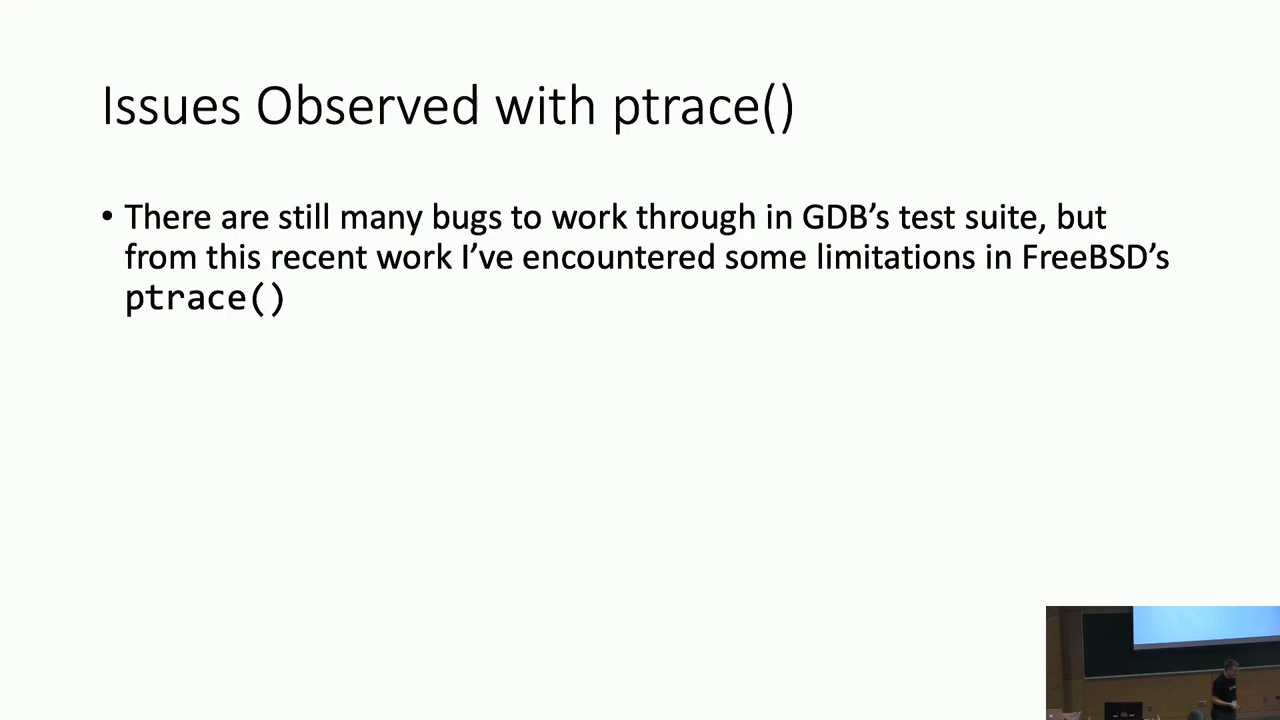 Issues Observed with ptrace()
• There are still many bugs to work through in GDB’s test suite, but
from this recent work I’ve encountered some limitations in FreeBSD’s
ptrace()